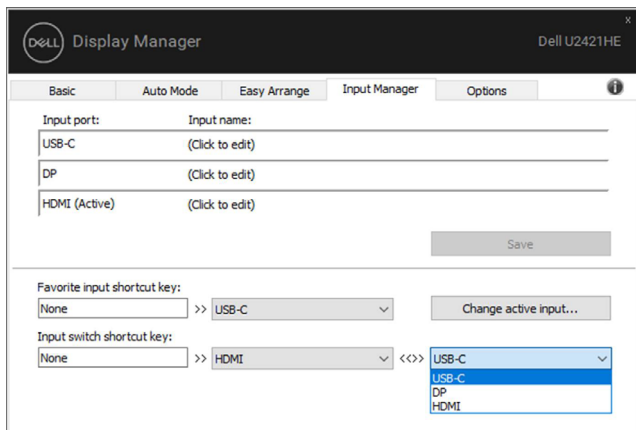 x
DELL Display Manager Dell U2421HE
Basic Auto Mode Easy Arrange Input Manager Options i
Input port: Input name:
USB-C (Click to edit)
DP (Click to edit)
HDMI (Active) (Click to edit)
Save
Favorite input shortcut key:
None >> USB-C Change active input...
Input switch shortcut key:
None >> HDMI <<>> USB-C
USB-C
DP
HDMI